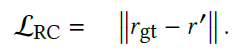 ℒ_RC = ‖r_gt − r′‖.